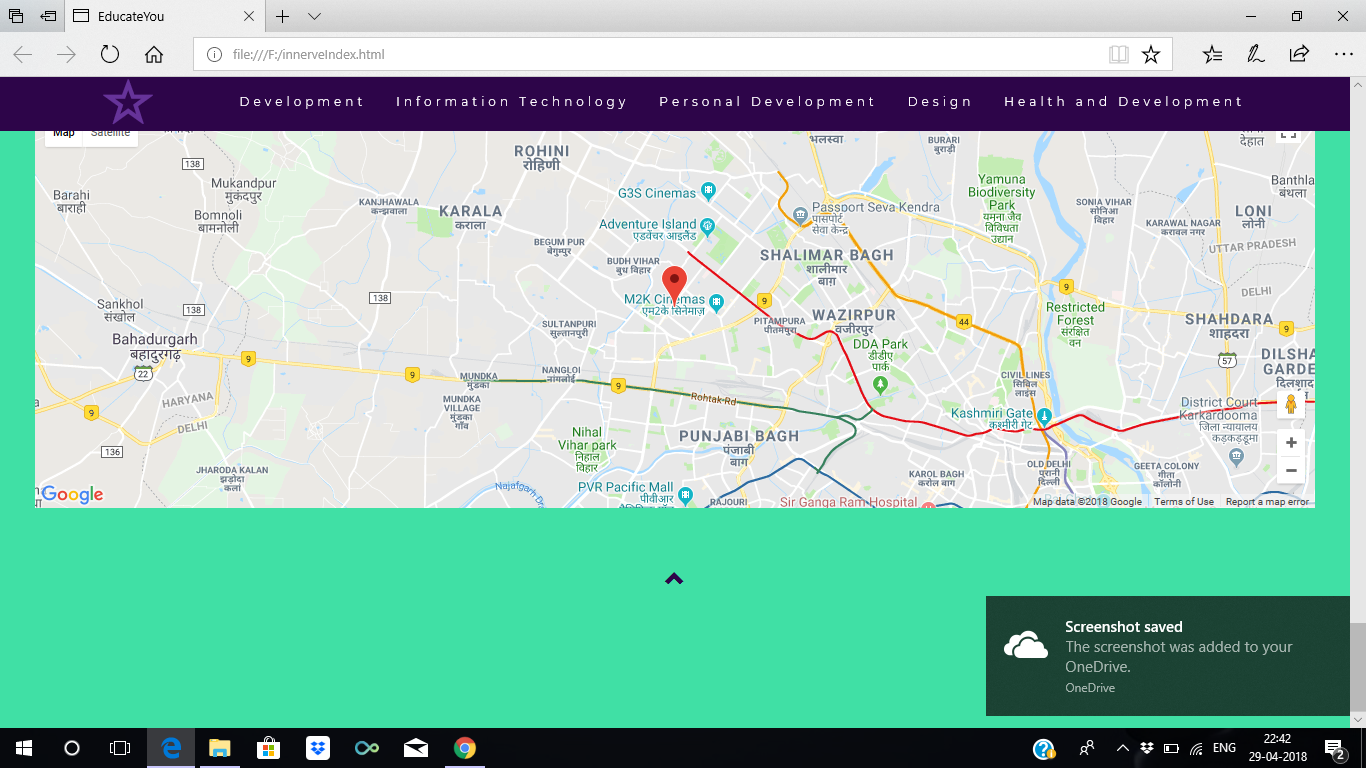 EducateYou
file:///F:/innerveIndex.html
Development Information Technology Personal Development Design Health and Development
Map Satellite
ROHINI
रोहिणी
भलस्वा
BURARI
बुराड़ी
देहात
138
Barahi
बाराही
Mukandpur
मुकंदपुर
Bomnoli
बामनोली
KANJHAWALA
कन्झावाला
KARALA
कराला
G3S Cinemas
Adventure Island
एडवेंचर आइलैंड
Passport Seva Kendra
पासपोर्ट
सेवा केन्द्र
Yamuna
Biodiversity
Park
यमुना जैव
विविधता
उद्यान
SONIA VIHAR
सोनिया
विहार
Banthla
बंथला
KARAWAL NAGAR
करावल नगर
LONI
लोनी
UTTAR PRADESH
DELHI
BEGUM PUR
बेगुमपुर
BUDH VIHAR
बुध विहार
SHALIMAR BAGH
शालीमार
बाग़
138
Sankhol
संखोल
138
M2K Cinemas
एम2के सिनेमाज़
9
9
Restricted
Forest
संरक्षित
वन
SULTANPURI
सुल्तानपुरी
PITAMPURA
पीतमपुरा
WAZIRPUR
वजीरपुर
44
SHAHDARA
शाहदरा
9
Bahadurgarh
बहादुरगढ़
22
9
9
DDA Park
डीडीए
पार्क
57
DILSHA
GARDE
दिलशाद
MUNDKA
मुंडका
NANGLOI
नांगलोई
9
Rohtak Rd
CIVIL LINES
सिविल
लाइंस
HARYANA
DELHI
9
MUNDKA
VILLAGE
मुंडका
गाँव
Kashmiri Gate
कश्मीरी गेट
District Court
Karkardooma
जिला न्यायालय
कड़कड़डूमा
136
Nihal
Vihar park
निहाल
विहार
PUNJABI BAGH
पंजाबी
बाग
JHARODA KALAN
झड़ोदा
कलां
KAROL BAGH
करोल बाग
OLD DELHI
पुरानी
दिल्ली
GEETA COLONY
गीता
कॉलोनी
Google
Najafgarh Dr
PVR Pacific Mall
पीवीआर
RAJOURI
Sir Ganga Ram Hospital
Map data ©2018 Google Terms of Use Report a map error
Screenshot saved
The screenshot was added to your
OneDrive.
OneDrive
ENG
22:42
29-04-2018
2